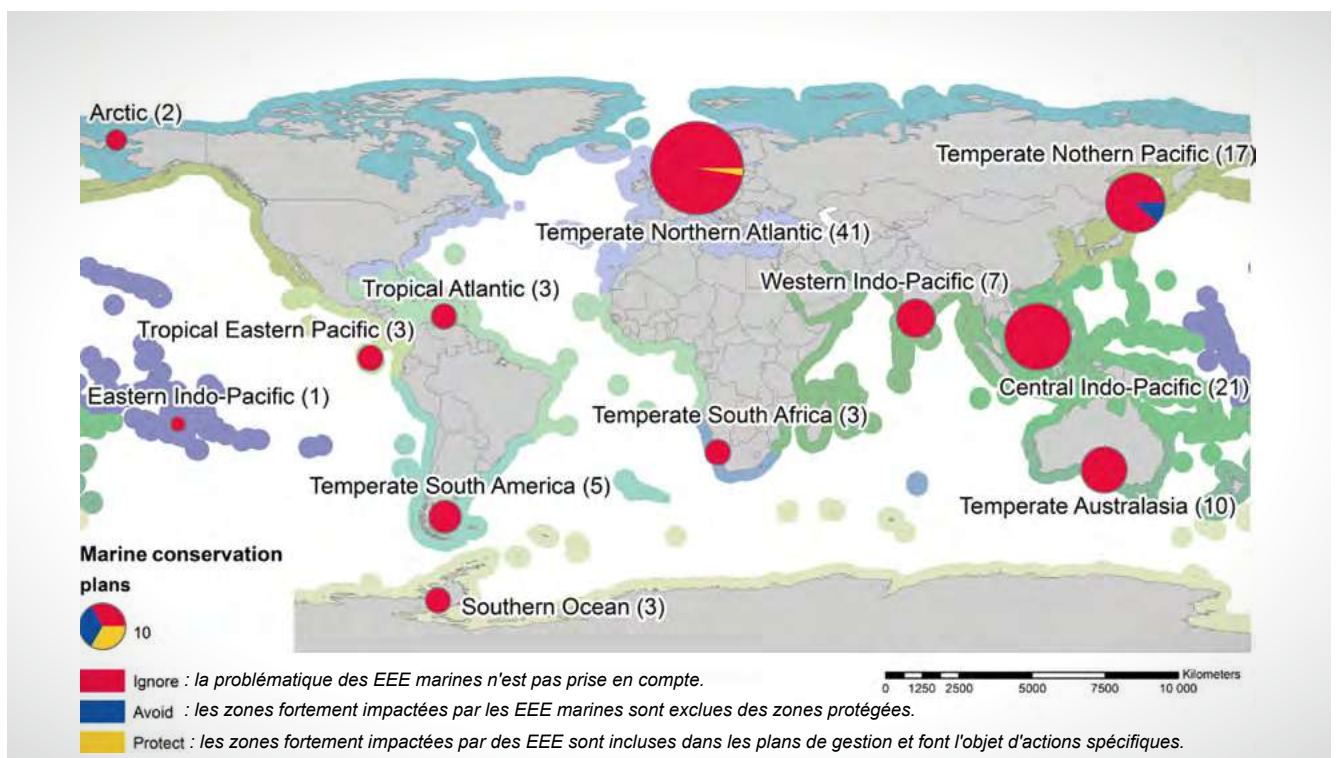 Arctic (2)
Temperate Nothern Pacific (17)
Temperate Northern Atlantic (41)
Western Indo-Pacific (7)
Tropical Atlantic (3)
Tropical Eastern Pacific (3)
Central Indo-Pacific (21)
Eastern Indo-Pacific (1)
Temperate South Africa (3)
Temperate South America (5)
Temperate Australasia (10)
Marine conservation
plans
10
Southern Ocean (3)
Ignore : la problématique des EEE marines n'est pas prise en compte.
Kilometers
0 1250 2500 5000 7500 10 000
Avoid : les zones fortement impactées par les EEE marines sont exclues des zones protégées.
Protect : les zones fortement impactées par des EEE sont incluses dans les plans de gestion et font l'objet d'actions spécifiques.